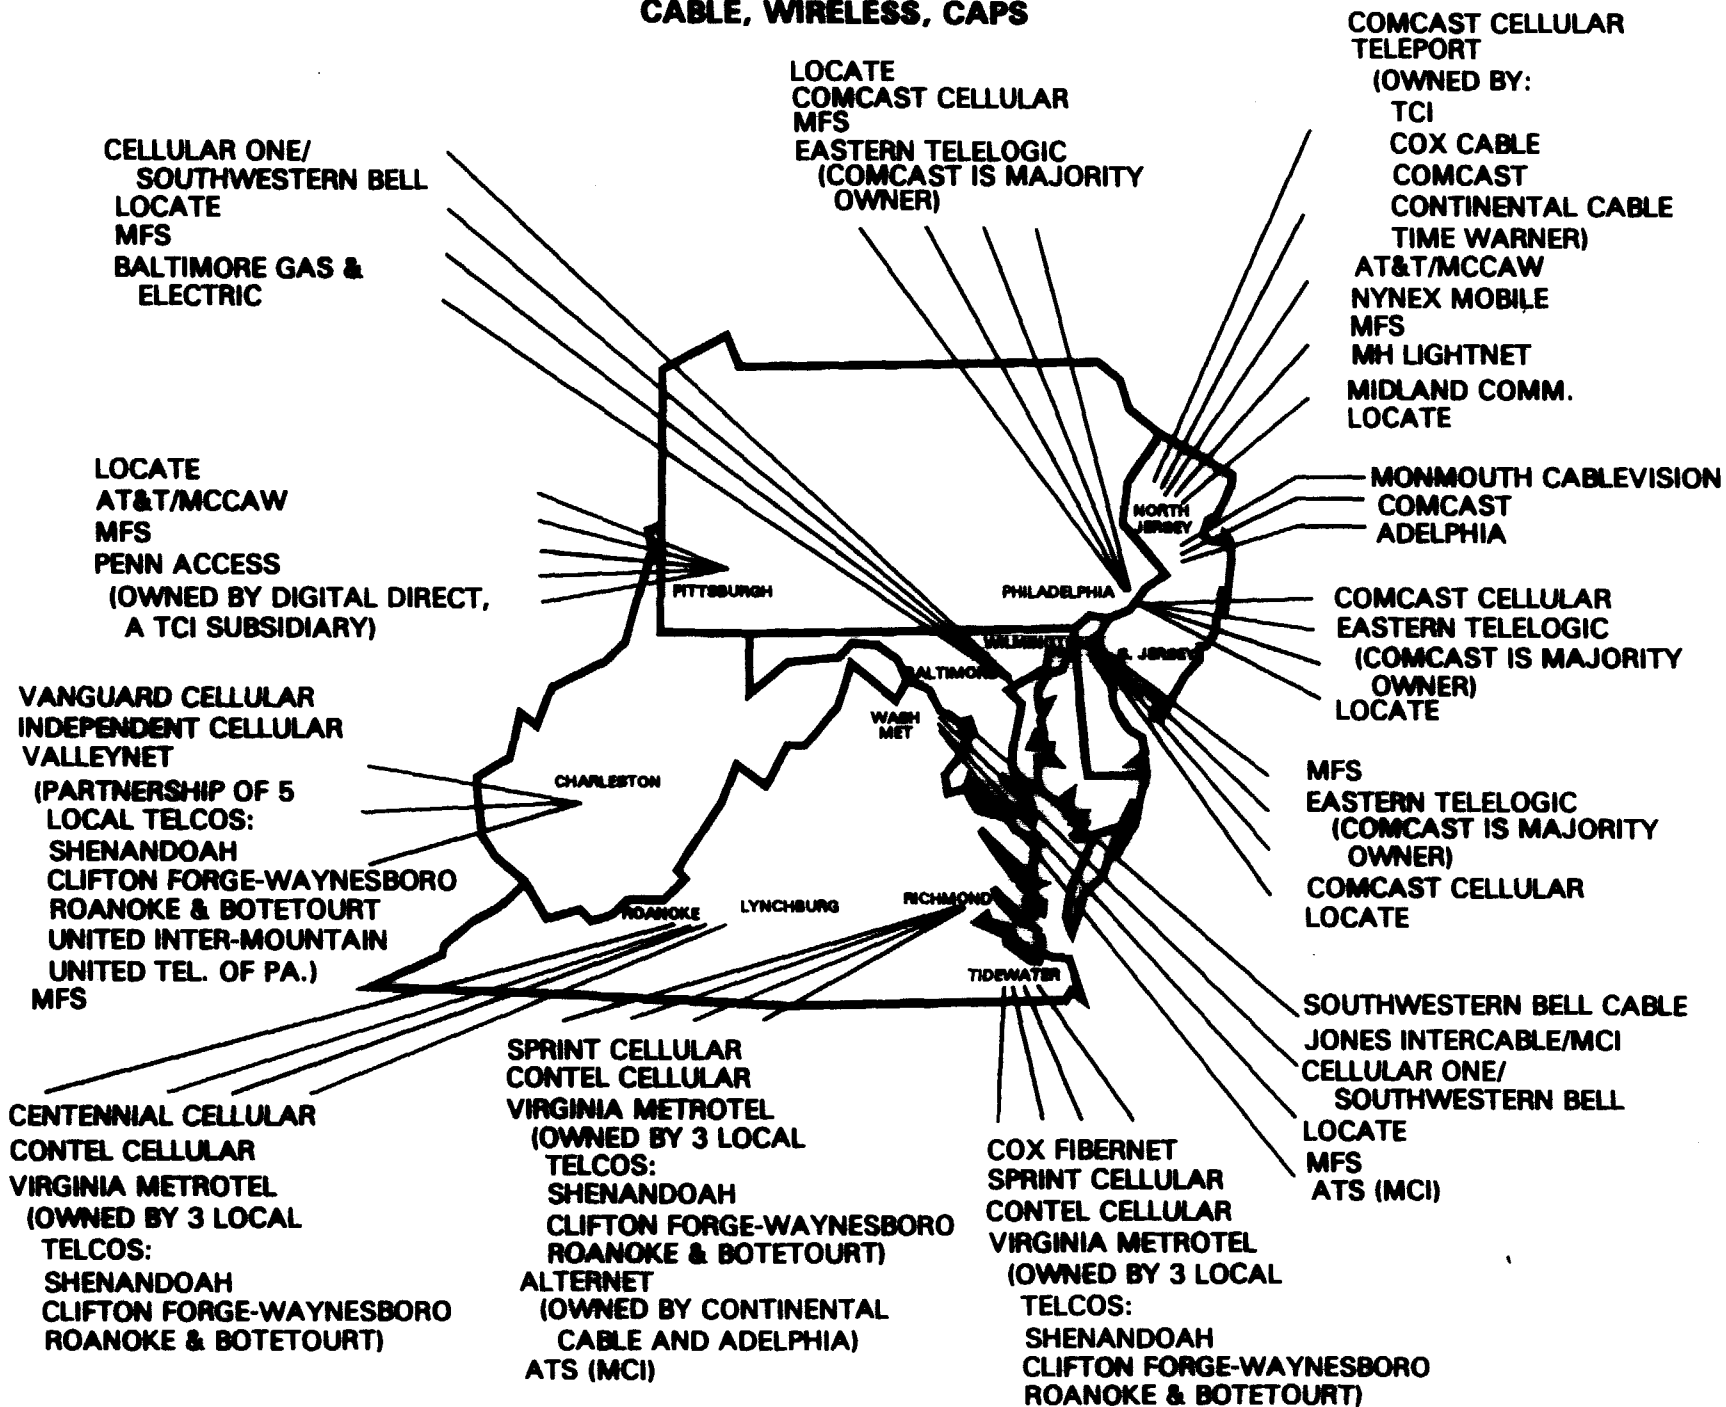 CABLE, WIRELESS, CAPS
LOCATE
COMCAST CELLULAR
MFS
EASTERN TELELOGIC
(COMCAST IS MAJORITY
OWNER)
COMCAST CELLULAR
TELEPORT
(OWNED BY:
TCI
COX CABLE
COMCAST
CONTINENTAL CABLE
TIME WARNER)
AT&T/MCCAW
NYNEX MOBILE
MFS
MH LIGHTNET
MIDLAND COMM.
LOCATE
CELLULAR ONE/
SOUTHWESTERN BELL
LOCATE
MFS
BALTIMORE GAS &
ELECTRIC
LOCATE
AT&T/MCCAW
MFS
PENN ACCESS
(OWNED BY DIGITAL DIRECT,
A TCI SUBSIDIARY)
MONMOUTH CABLEVISION
COMCAST
ADELPHIA
NORTH
JERSEY
PITTSBURGH
PHILADELPHIA
COMCAST CELLULAR
EASTERN TELELOGIC
(COMCAST IS MAJORITY
OWNER)
LOCATE
S. JERSEY
BALTIMORE
WASH
MET
VANGUARD CELLULAR
INDEPENDENT CELLULAR
VALLEYNET
(PARTNERSHIP OF 5
LOCAL TELCOS:
SHENANDOAH
CLIFTON FORGE-WAYNESBORO
ROANOKE & BOTETOURT
UNITED INTER-MOUNTAIN
UNITED TEL. OF PA.)
MFS
CHARLESTON
MFS
EASTERN TELELOGIC
(COMCAST IS MAJORITY
OWNER)
COMCAST CELLULAR
LOCATE
ROANOKE
LYNCHBURG
RICHMOND
TIDEWATER
SOUTHWESTERN BELL CABLE
JONES INTERCABLE/MCI
CELLULAR ONE/
SOUTHWESTERN BELL
LOCATE
MFS
ATS (MCI)
CENTENNIAL CELLULAR
CONTEL CELLULAR
VIRGINIA METROTEL
(OWNED BY 3 LOCAL
TELCOS:
SHENANDOAH
CLIFTON FORGE-WAYNESBORO
ROANOKE & BOTETOURT)
SPRINT CELLULAR
CONTEL CELLULAR
VIRGINIA METROTEL
(OWNED BY 3 LOCAL
TELCOS:
SHENANDOAH
CLIFTON FORGE-WAYNESBORO
ROANOKE & BOTETOURT)
ALTERNET
(OWNED BY CONTINENTAL
CABLE AND ADELPHIA)
ATS (MCI)
COX FIBERNET
SPRINT CELLULAR
CONTEL CELLULAR
VIRGINIA METROTEL
(OWNED BY 3 LOCAL
TELCOS:
SHENANDOAH
CLIFTON FORGE-WAYNESBORO
ROANOKE & BOTETOURT)